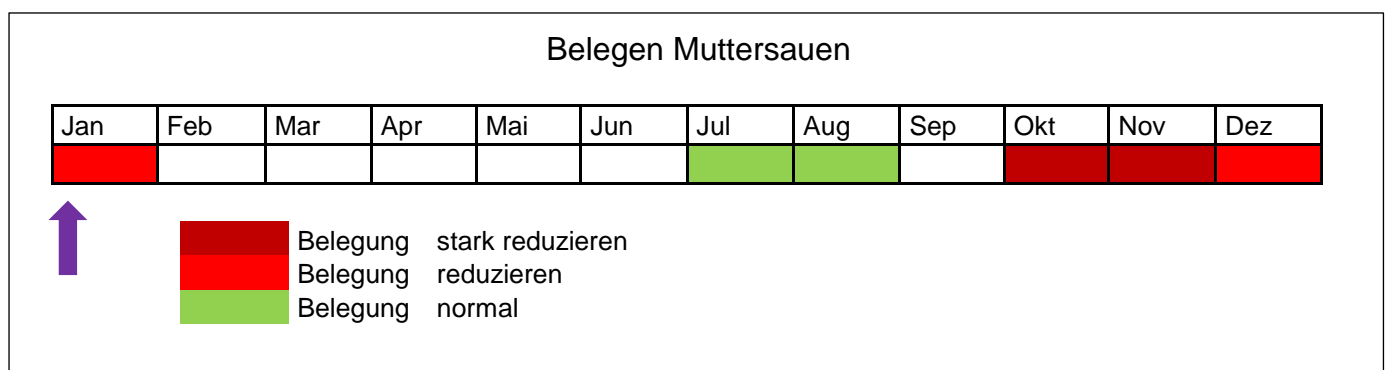 Belegen Muttersauen
Jan Feb Mar Apr Mai Jun Jul Aug Sep Okt Nov Dez
Belegung stark reduzieren
Belegung reduzieren
Belegung normal